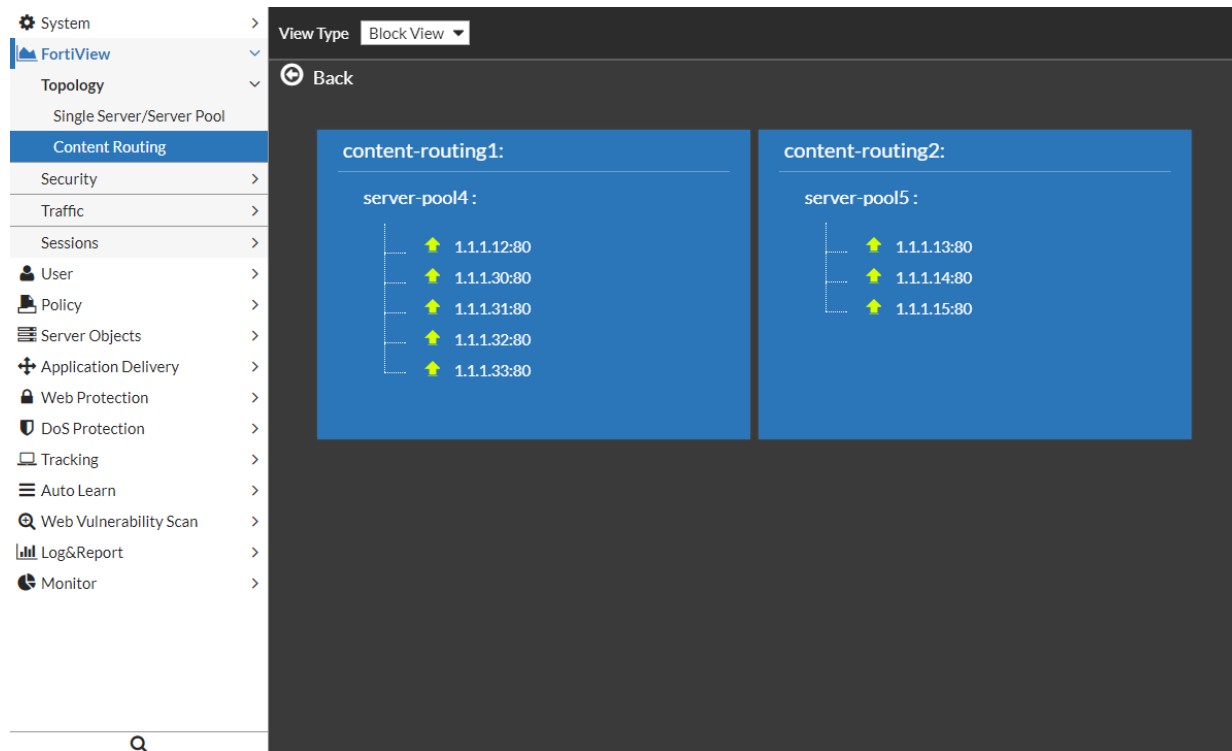 System
FortiView
Topology
Single Server/Server Pool
Content Routing
Security
Traffic
Sessions
User
Policy
Server Objects
Application Delivery
Web Protection
DoS Protection
Tracking
Auto Learn
Web Vulnerability Scan
Log&Report
Monitor
View Type Block View
Back
content-routing1:
server-pool4 :
1.1.1.12:80
1.1.1.30:80
1.1.1.31:80
1.1.1.32:80
1.1.1.33:80
content-routing2:
server-pool5 :
1.1.1.13:80
1.1.1.14:80
1.1.1.15:80